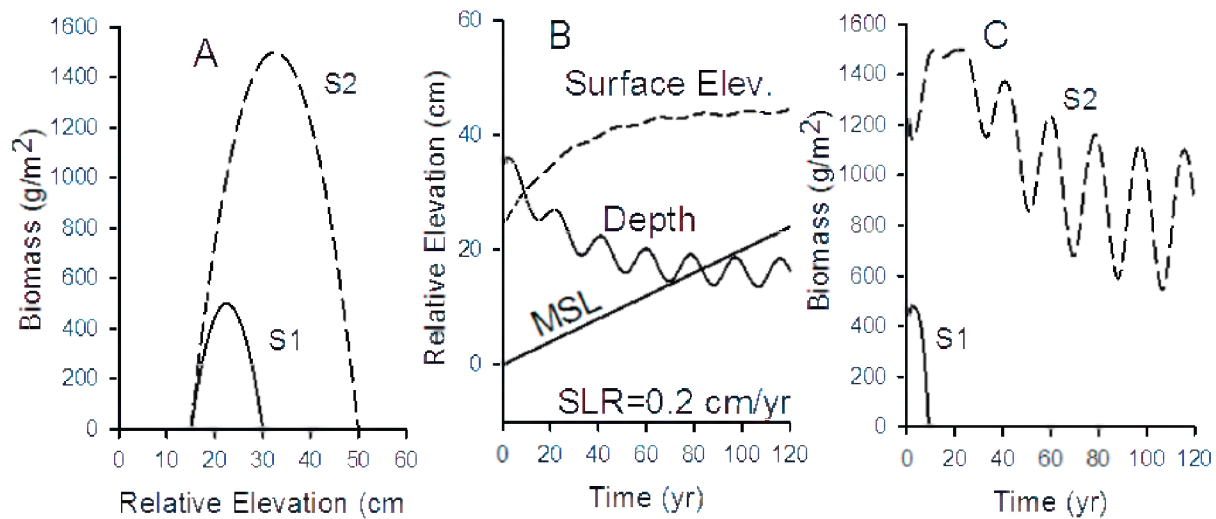 A
Biomass (g/m²)
1600
1400
1200
1000
800
600
400
200
0
S2
S1
0 10 20 30 40 50 60
Relative Elevation (cm
B
Relative Elevation (cm)
60
40
20
0
Surface Elev.
Depth
MSL
SLR=0.2 cm/yr
0 20 40 60 80 100 120
Time (yr)
C
Biomass (g/m²)
1600
1400
1200
1000
800
600
400
200
0
S2
S1
0 20 40 60 80 100 120
Time (yr)